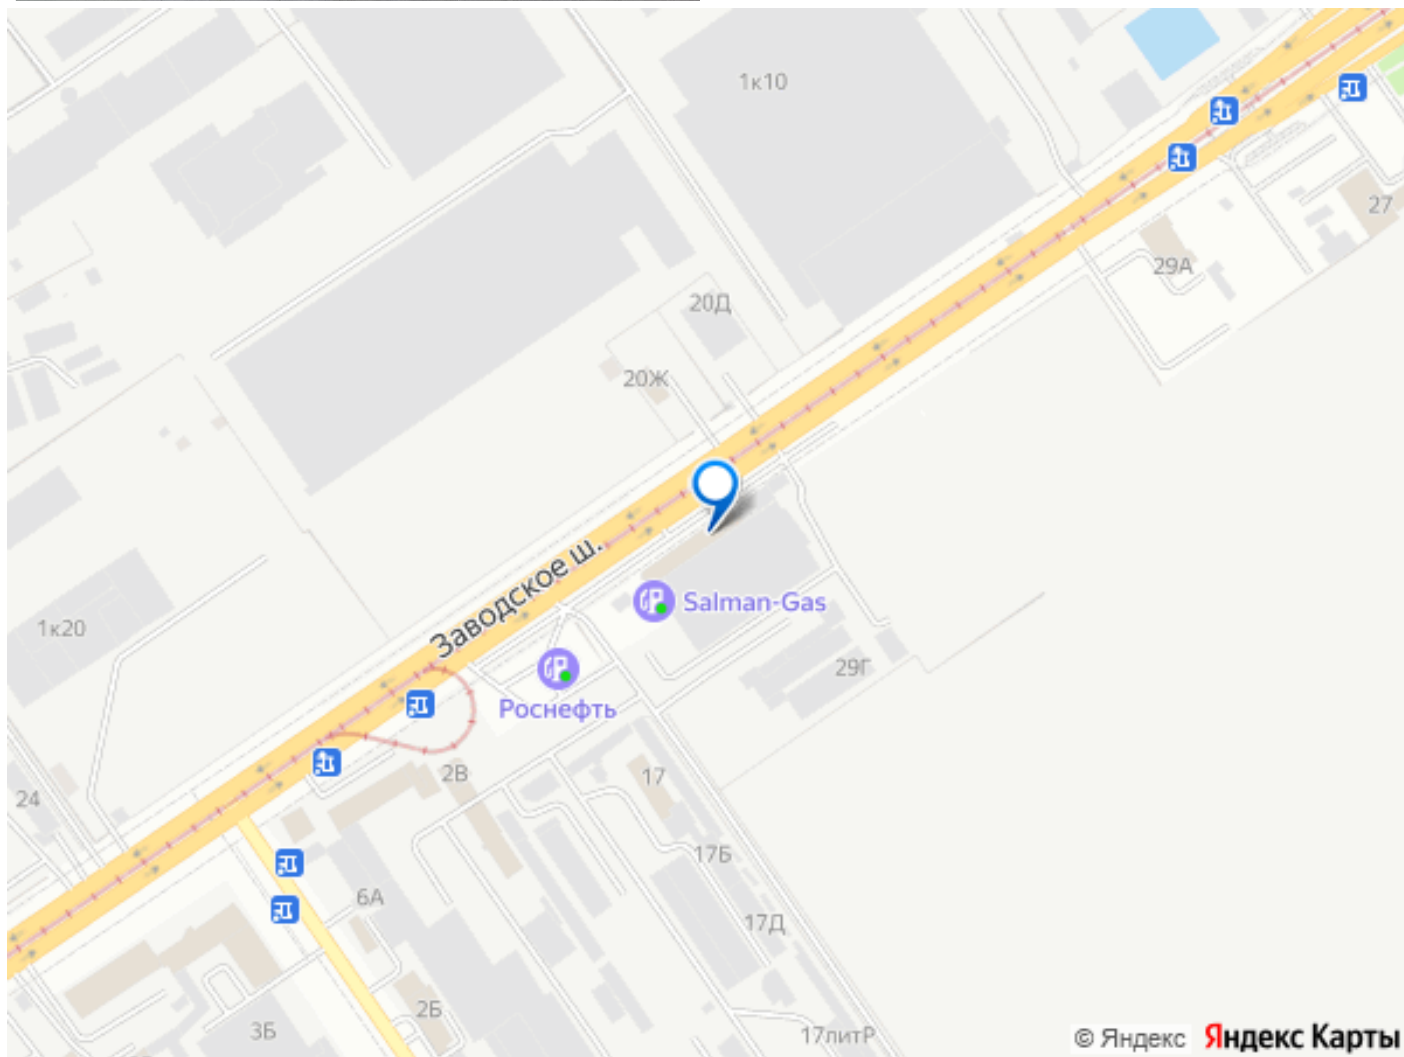 1к10
27
29А
20Д
20Ж
Заводское ш.
Salman-Gas
1к20
29Г
Роснефть
2В
17
24
17Б
6А
17Д
2Б
3Б
17литР
© Яндекс Яндекс Карты